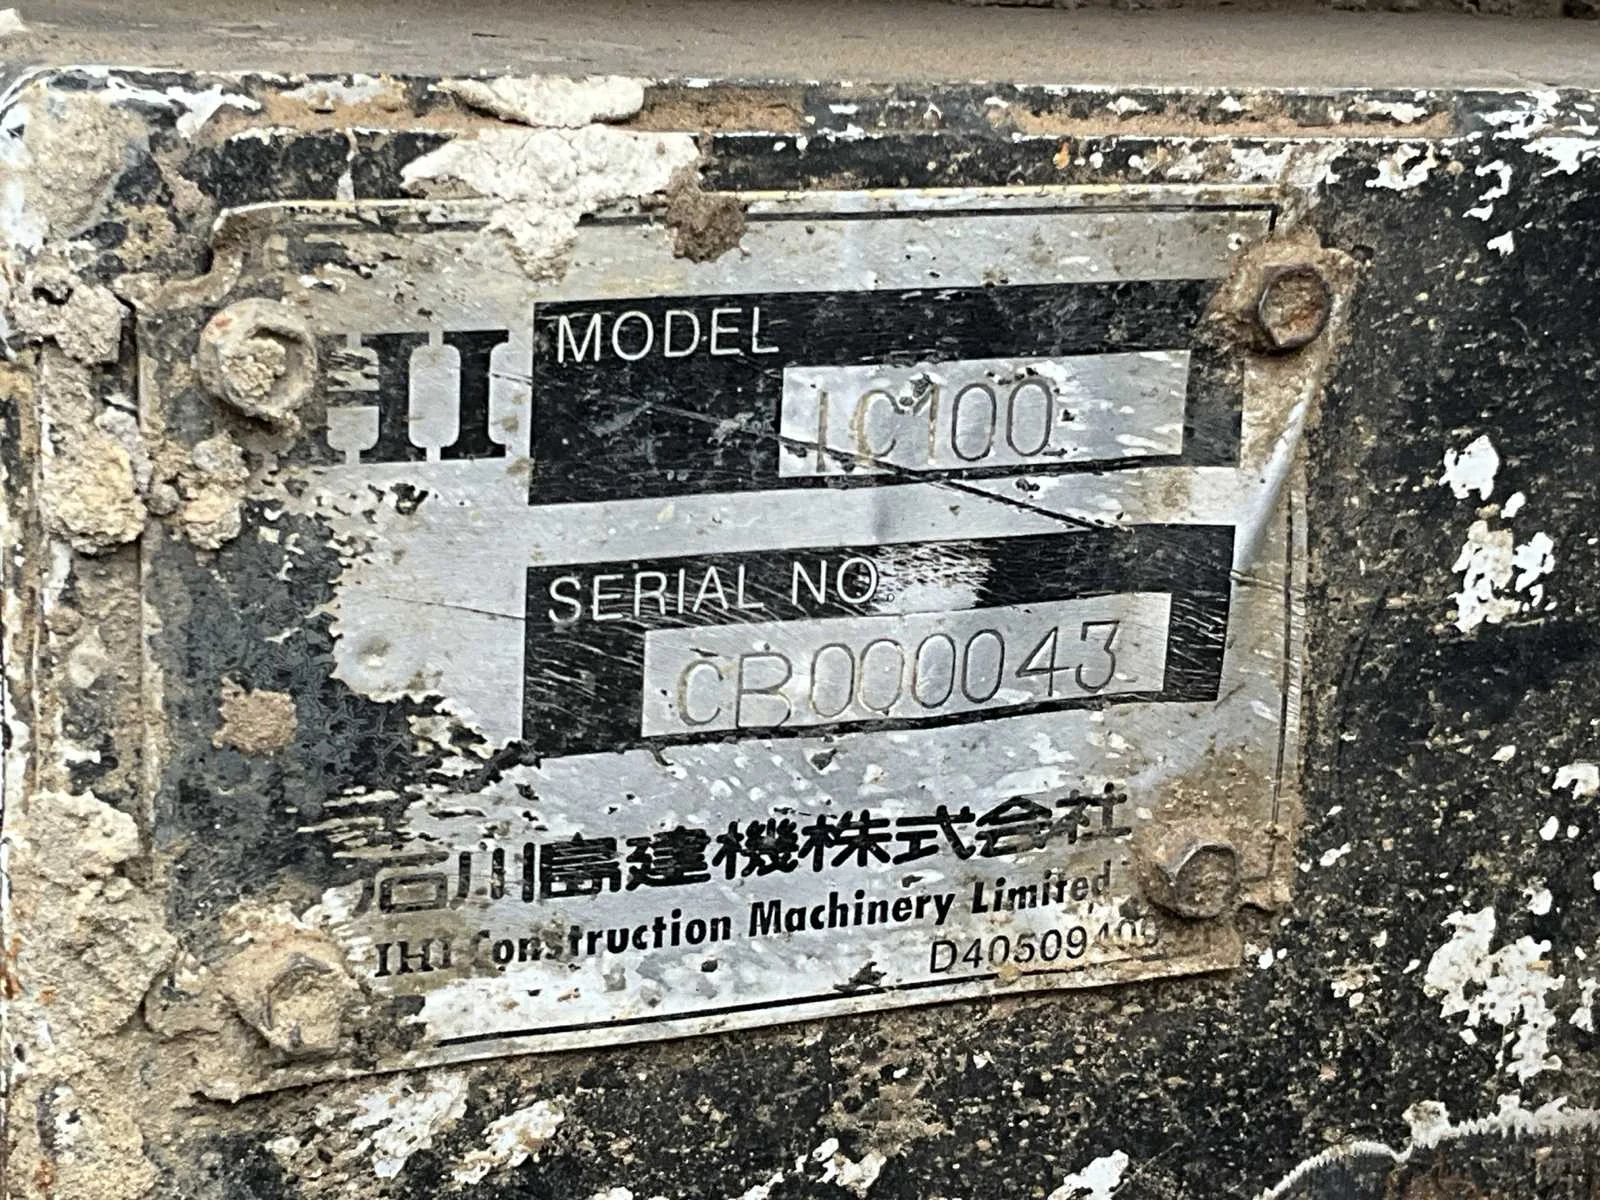 IHI
MODEL
IC100
SERIAL NO.
CB000043
石川島建機株式会社
IHI Construction Machinery Limited